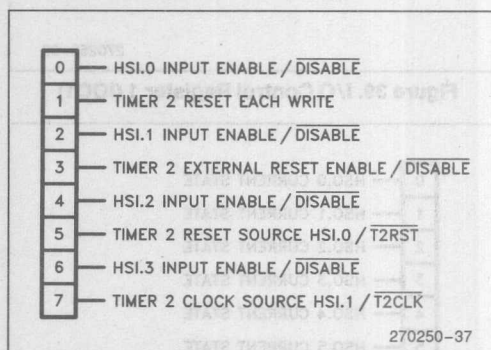 0 HSI.0 INPUT ENABLE / DISABLE
1 TIMER 2 RESET EACH WRITE
2 HSI.1 INPUT ENABLE / DISABLE
3 TIMER 2 EXTERNAL RESET ENABLE / DISABLE
4 HSI.2 INPUT ENABLE / DISABLE
5 TIMER 2 RESET SOURCE HSI.0 / T2RST
6 HSI.3 INPUT ENABLE / DISABLE
7 TIMER 2 CLOCK SOURCE HSI.1 / T2CLK
270250-37